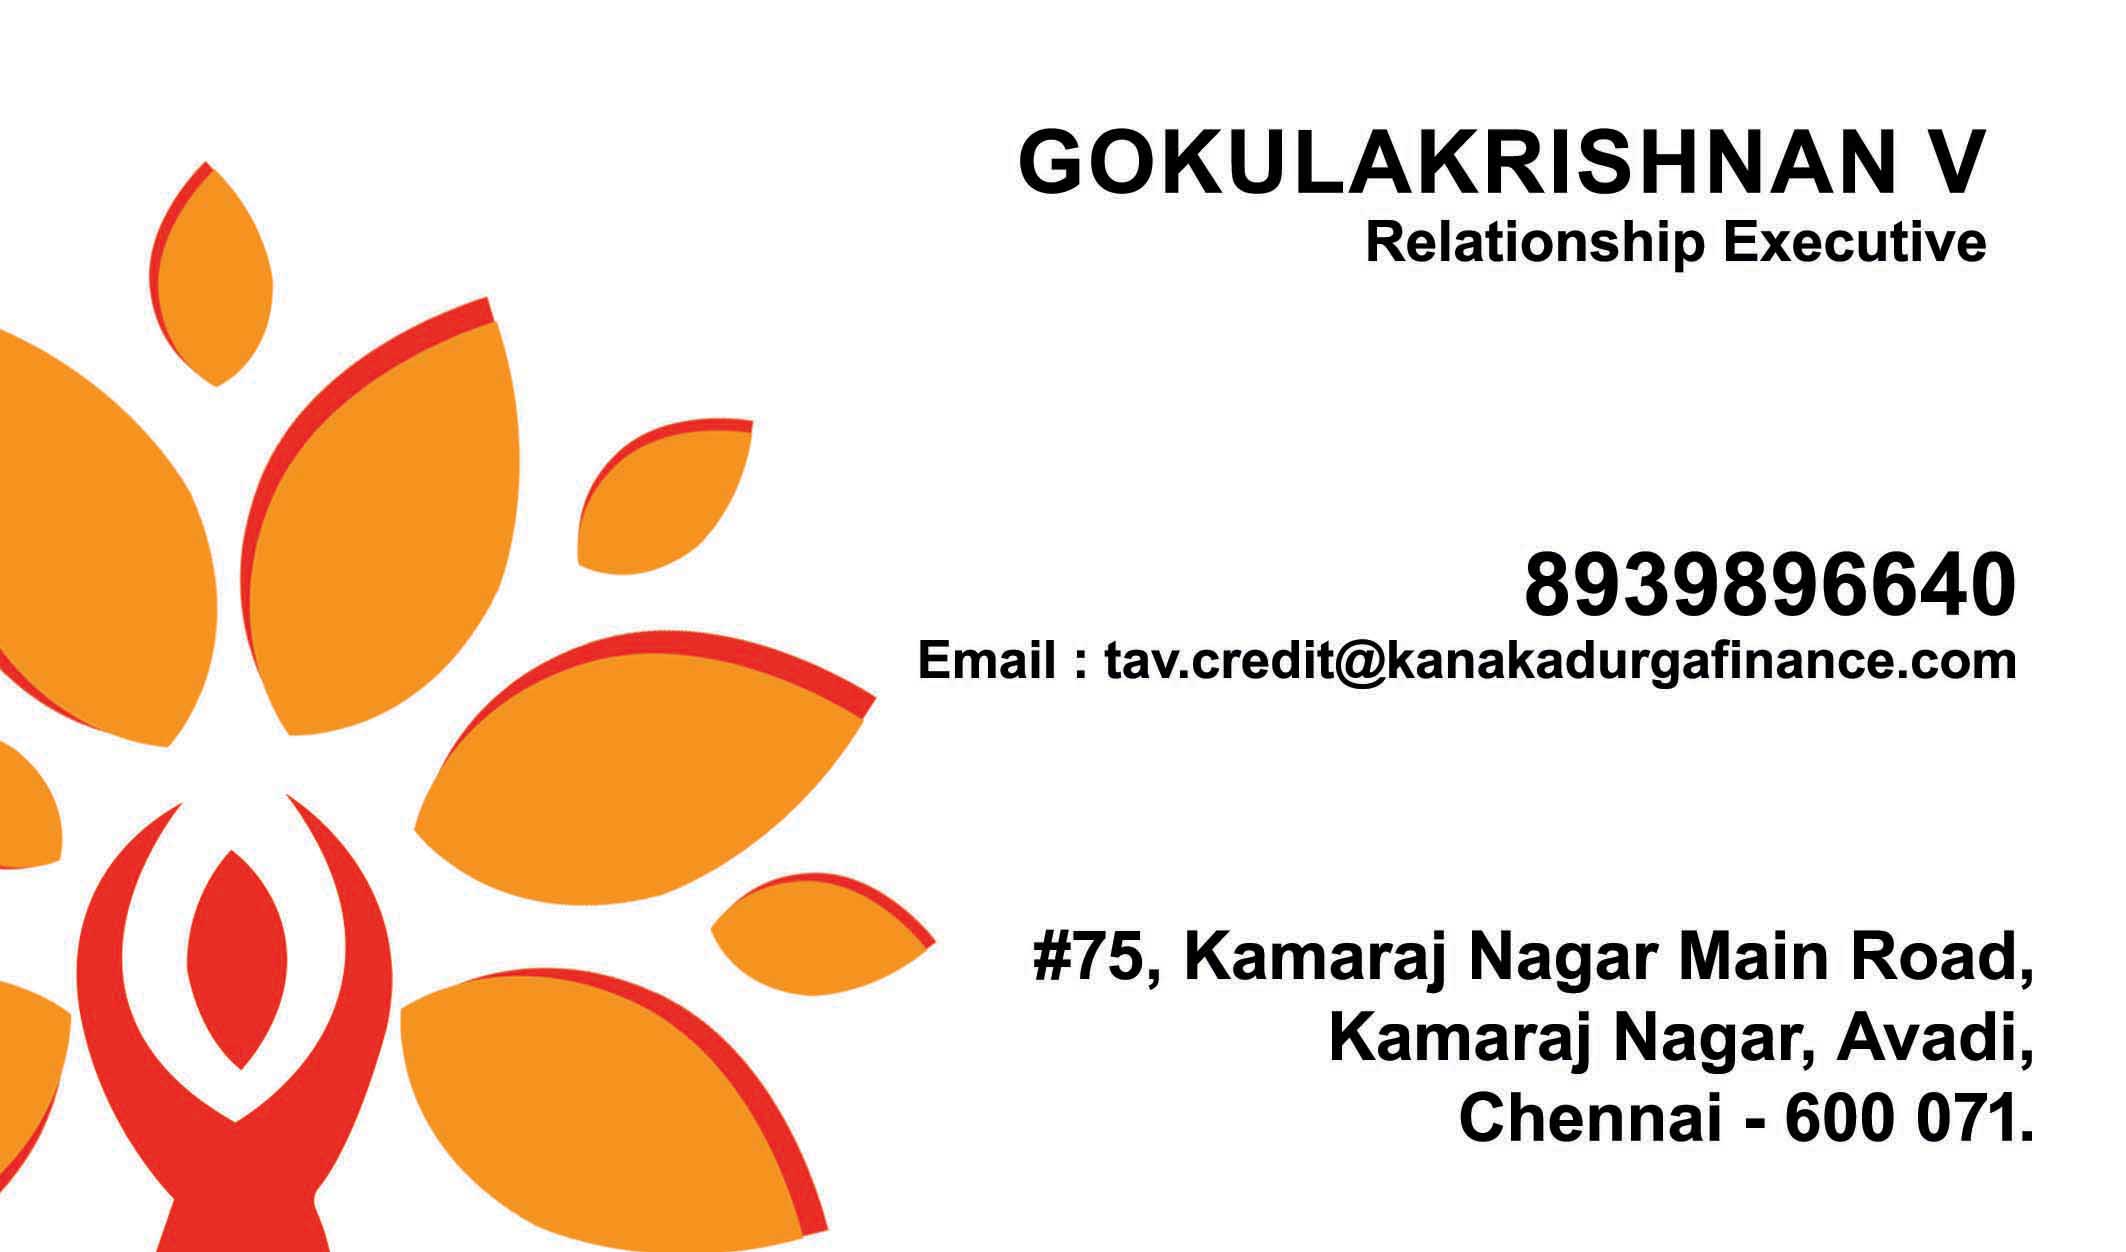 GOKULAKRISHNAN V
Relationship Executive
8939896640
Email : tav.credit@kanakadurgafinance.com
#75, Kamaraj Nagar Main Road,
Kamaraj Nagar, Avadi,
Chennai - 600 071.